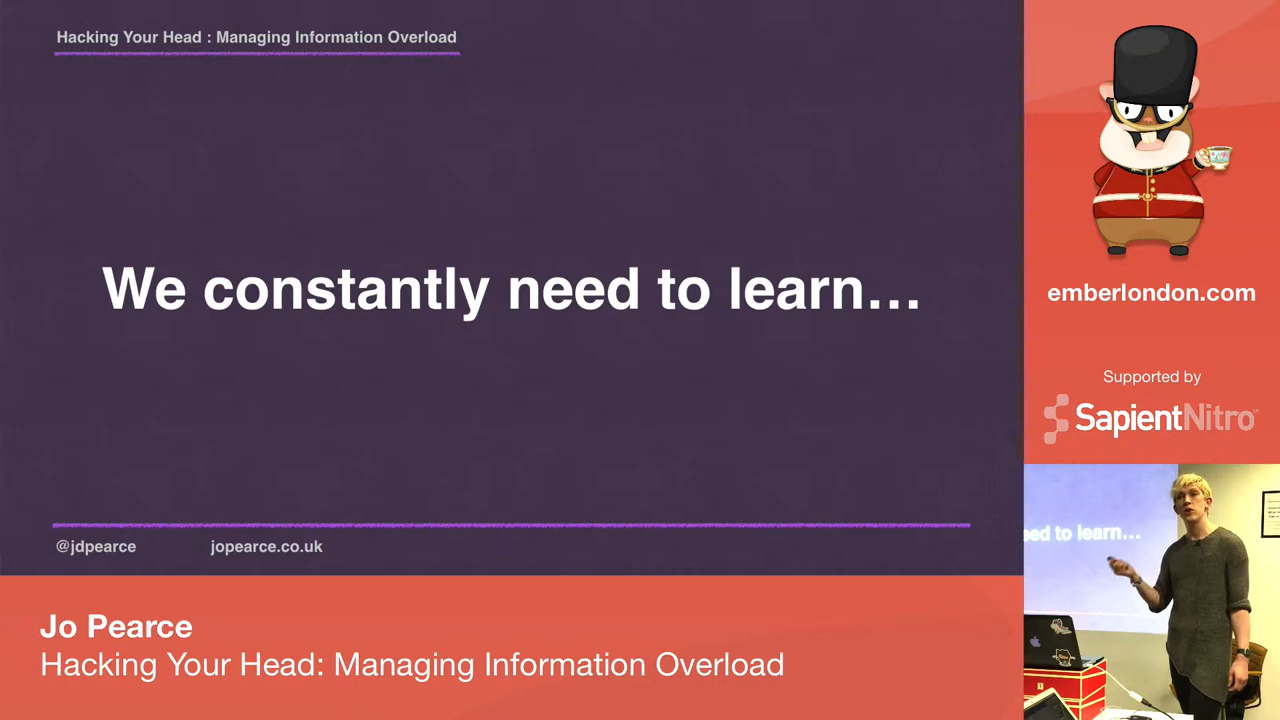 Hacking Your Head : Managing Information Overload
We constantly need to learn...
@jdpearce
jopearce.co.uk
Jo Pearce
Hacking Your Head: Managing Information Overload
emberlondon.com
Supported by
SapientNitro
eed to learn...